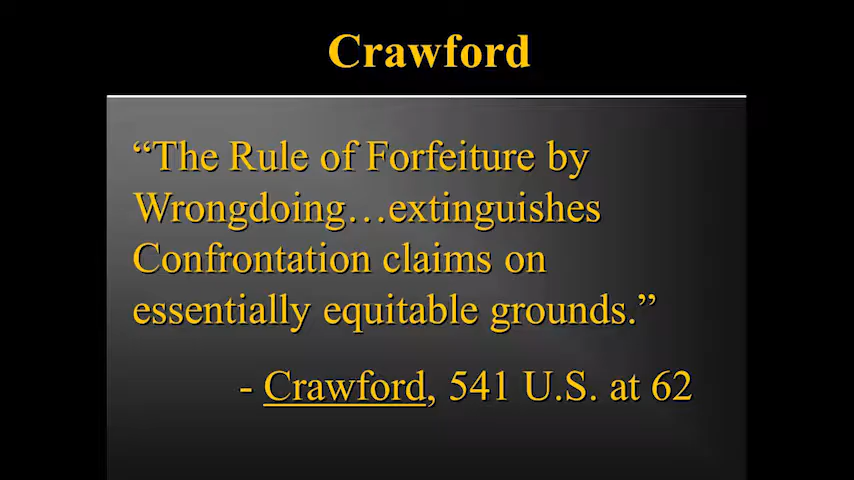 Crawford
“The Rule of Forfeiture by
Wrongdoing…extinguishes
Confrontation claims on
essentially equitable grounds.”
- Crawford, 541 U.S. at 62